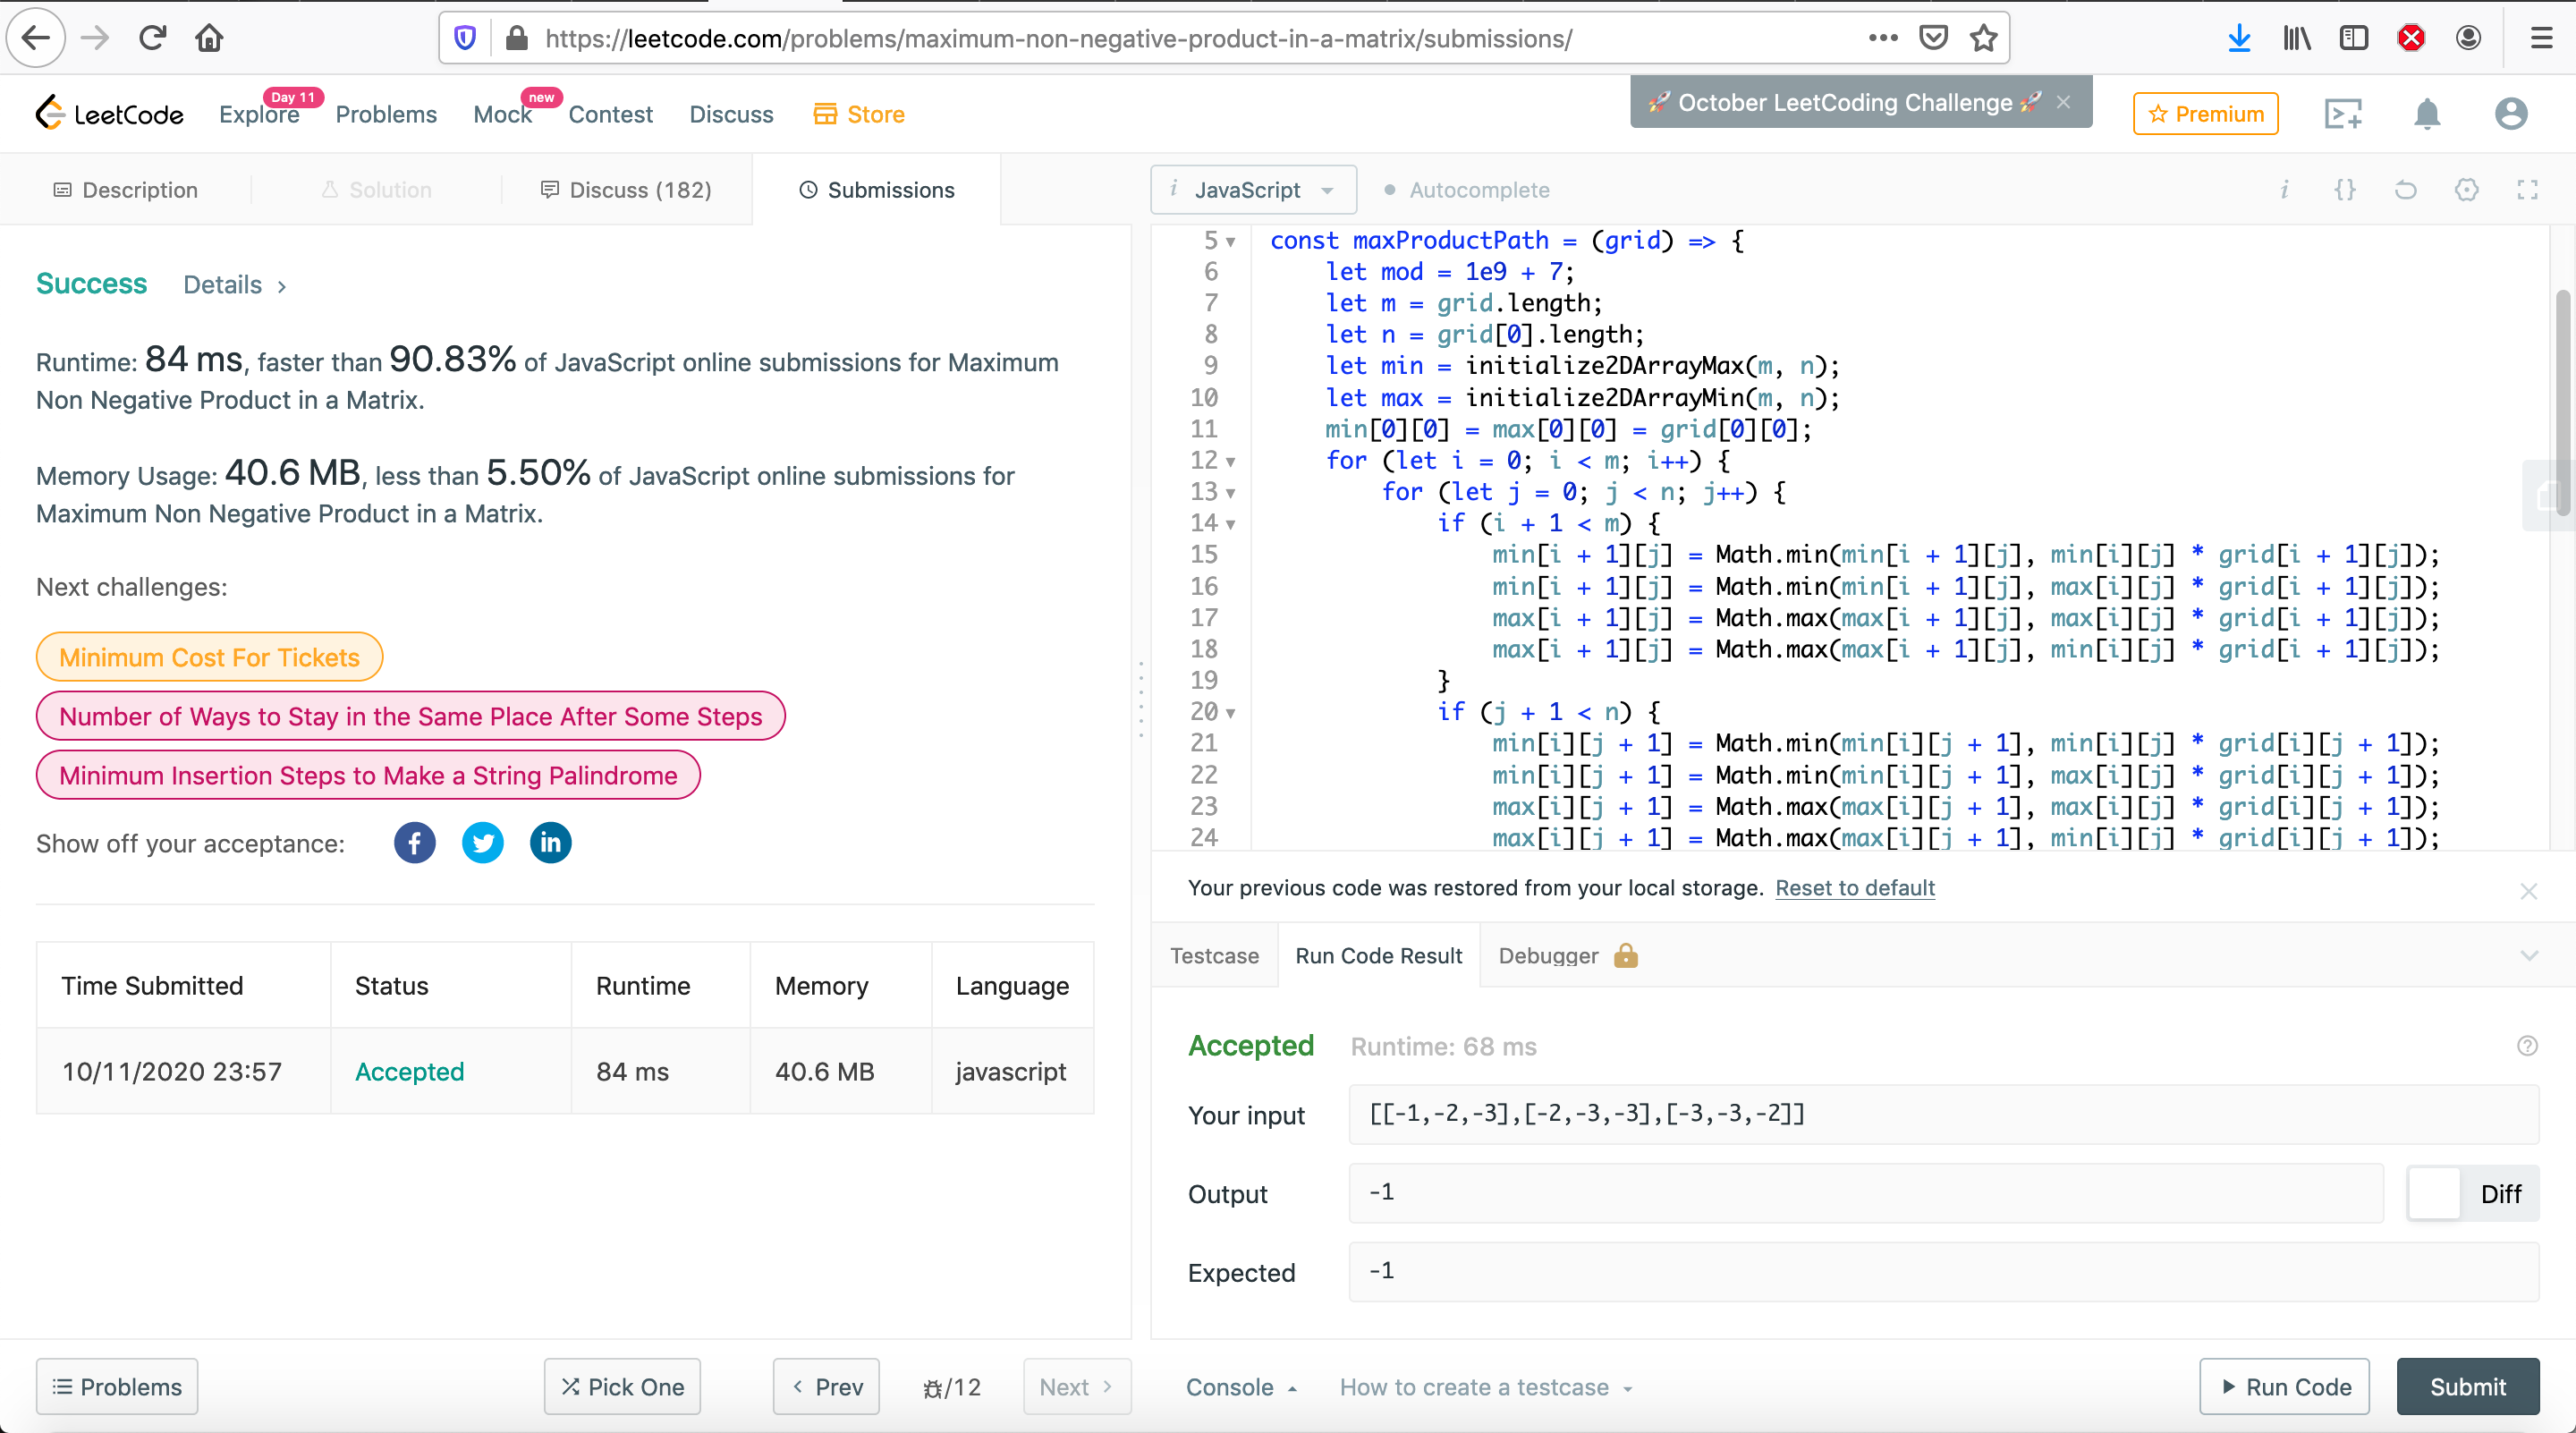 https://leetcode.com/problems/maximum-non-negative-product-in-a-matrix/submissions/
LeetCode
Explore
Day 11
Problems
Mock
new
Contest
Discuss
Store
🚀 October LeetCoding Challenge 🚀 ×
Premium
Description
Solution
Discuss (182)
Submissions
Success Details >
Runtime: 84 ms, faster than 90.83% of JavaScript online submissions for Maximum
Non Negative Product in a Matrix.
Memory Usage: 40.6 MB, less than 5.50% of JavaScript online submissions for
Maximum Non Negative Product in a Matrix.
Next challenges:
Minimum Cost For Tickets
Number of Ways to Stay in the Same Place After Some Steps
Minimum Insertion Steps to Make a String Palindrome
Show off your acceptance:
Time Submitted Status Runtime Memory Language
10/11/2020 23:57 Accepted 84 ms 40.6 MB javascript
Problems
Pick One
‹ Prev
/12
Next ›
i JavaScript
Autocomplete
i {}
5 const maxProductPath = (grid) => {
6 let mod = 1e9 + 7;
7 let m = grid.length;
8 let n = grid[0].length;
9 let min = initialize2DArrayMax(m, n);
10 let max = initialize2DArrayMin(m, n);
11 min[0][0] = max[0][0] = grid[0][0];
12 for (let i = 0; i < m; i++) {
13 for (let j = 0; j < n; j++) {
14 if (i + 1 < m) {
15 min[i + 1][j] = Math.min(min[i + 1][j], min[i][j] * grid[i + 1][j]);
16 min[i + 1][j] = Math.min(min[i + 1][j], max[i][j] * grid[i + 1][j]);
17 max[i + 1][j] = Math.max(max[i + 1][j], max[i][j] * grid[i + 1][j]);
18 max[i + 1][j] = Math.max(max[i + 1][j], min[i][j] * grid[i + 1][j]);
19 }
20 if (j + 1 < n) {
21 min[i][j + 1] = Math.min(min[i][j + 1], min[i][j] * grid[i][j + 1]);
22 min[i][j + 1] = Math.min(min[i][j + 1], max[i][j] * grid[i][j + 1]);
23 max[i][j + 1] = Math.max(max[i][j + 1], max[i][j] * grid[i][j + 1]);
24 max[i][j + 1] = Math.max(max[i][j + 1], min[i][j] * grid[i][j + 1]);
Your previous code was restored from your local storage. Reset to default
Testcase
Run Code Result
Debugger
Accepted Runtime: 68 ms
Your input [[-1,-2,-3],[-2,-3,-3],[-3,-3,-2]]
Output -1
Diff
Expected -1
Console
How to create a testcase
Run Code
Submit